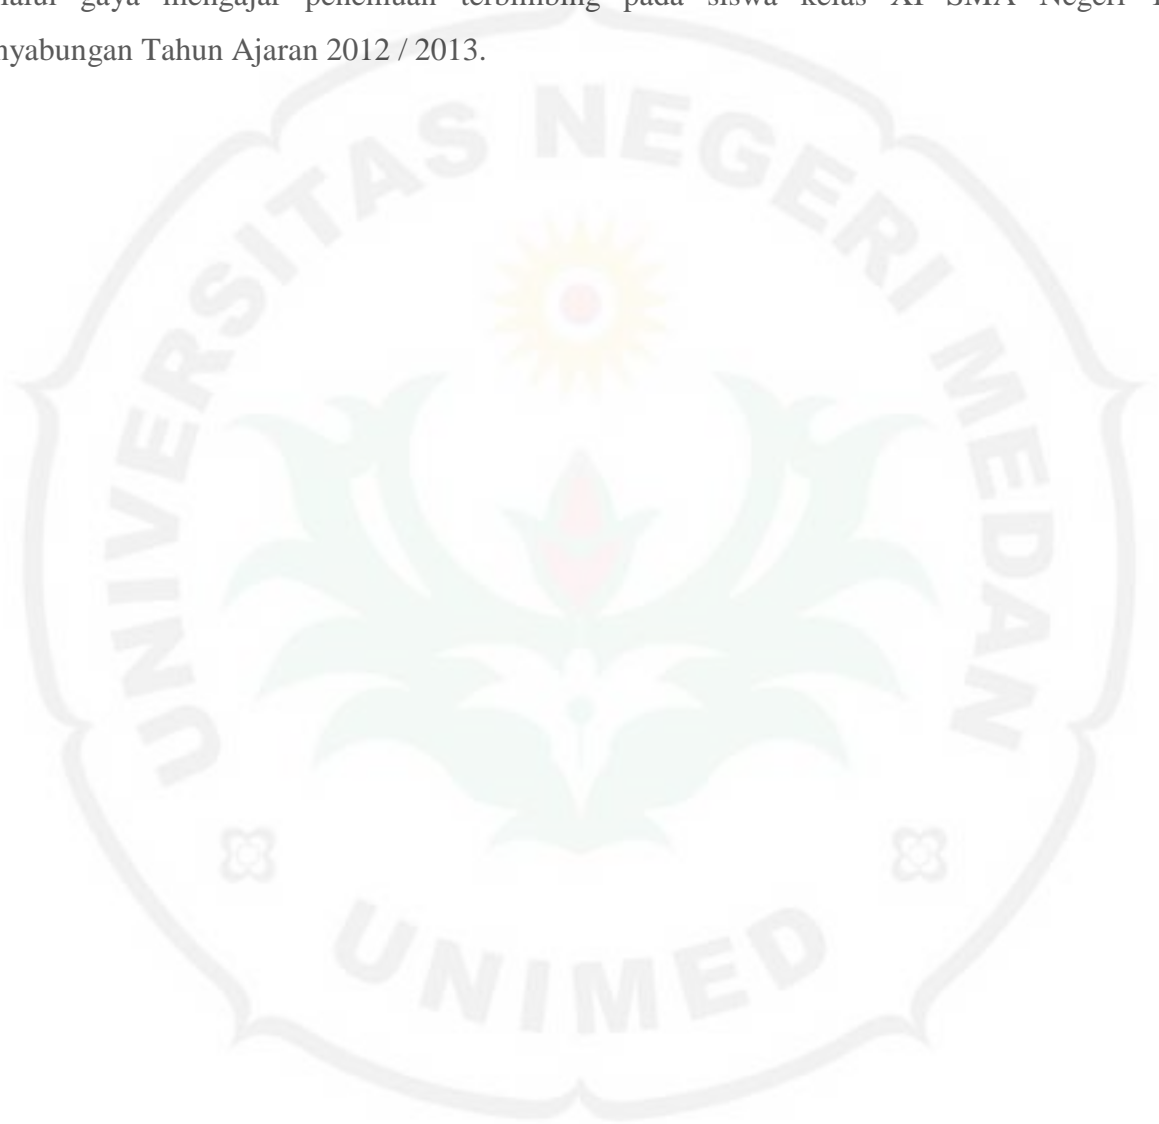 gaya mengajar penemuan terbimbing pada siswa kelas XI SMA Negeri
nyabungan Tahun Ajaran 2012 / 2013.
UNIVERSITAS NEGERI MEDAN
UNIMED